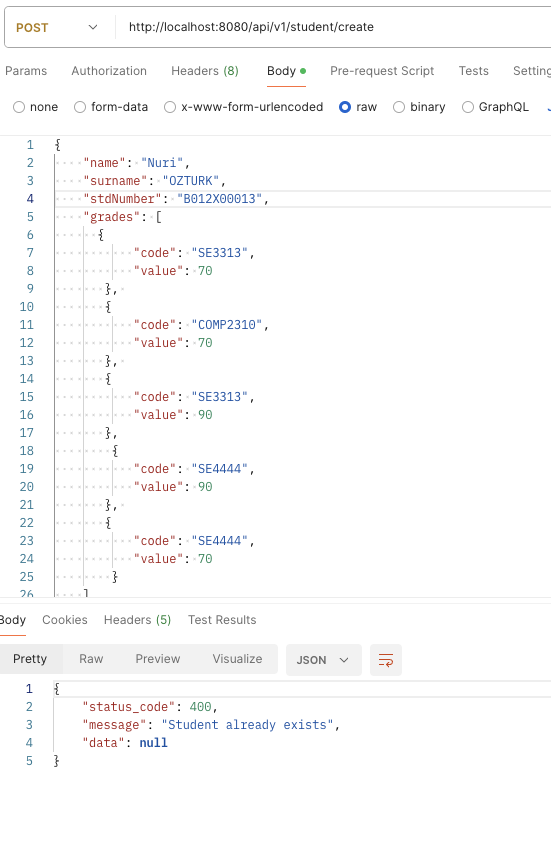 POST http://localhost:8080/api/v1/student/create
Params Authorization Headers (8) Body Pre-request Script Tests Setting
none form-data x-www-form-urlencoded raw binary GraphQL
1 {
2 "name": "Nuri",
3 "surname": "OZTURK",
4 "stdNumber": "B012X00013",
5 "grades": [
6 {
7 "code": "SE3313",
8 "value": 70
9 },
10 {
11 "code": "COMP2310",
12 "value": 70
13 },
14 {
15 "code": "SE3313",
16 "value": 90
17 },
18 {
19 "code": "SE4444",
20 "value": 90
21 },
22 {
23 "code": "SE4444",
24 "value": 70
25 }
26 ]
Body Cookies Headers (5) Test Results
Pretty Raw Preview Visualize JSON
1 {
2 "status_code": 400,
3 "message": "Student already exists",
4 "data": null
5 }